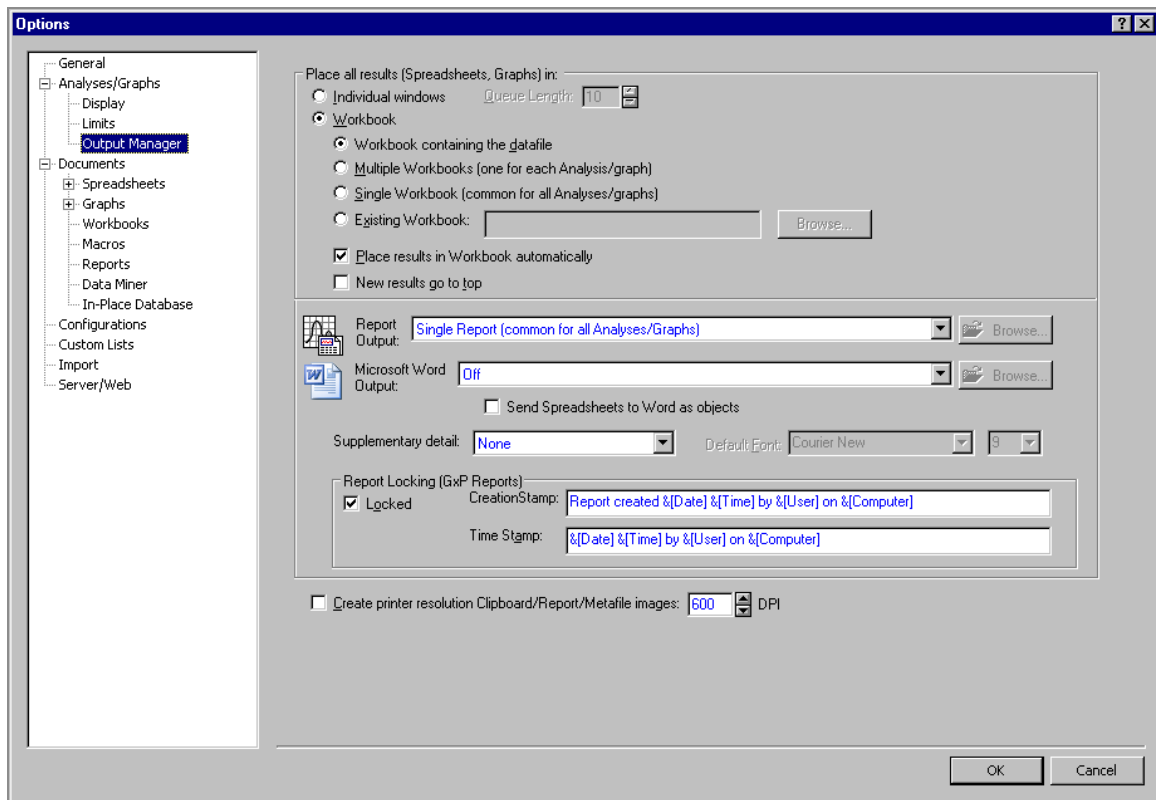 Options
General
Analyses/Graphs
Display
Limits
Output Manager
Documents
Spreadsheets
Graphs
Workbooks
Macros
Reports
Data Miner
In-Place Database
Configurations
Custom Lists
Import
Server/Web
Place all results (Spreadsheets, Graphs) in:
Individual windows Queue Length: 10
Workbook
Workbook containing the datafile
Multiple Workbooks (one for each Analysis/graph)
Single Workbook (common for all Analyses/graphs)
Existing Workbook: Browse...
Place results in Workbook automatically
New results go to top
Report
Output: Single Report (common for all Analyses/Graphs) Browse...
Microsoft Word
Output: Off Browse...
Send Spreadsheets to Word as objects
Supplementary detail: None Default Font: Courier New 9
Report Locking (GxP Reports)
Locked CreationStamp: Report created &[Date] &[Time] by &[User] on &[Computer]
Time Stamp: &[Date] &[Time] by &[User] on &[Computer]
Create printer resolution Clipboard/Report/Metafile images: 600 DPI
OK Cancel